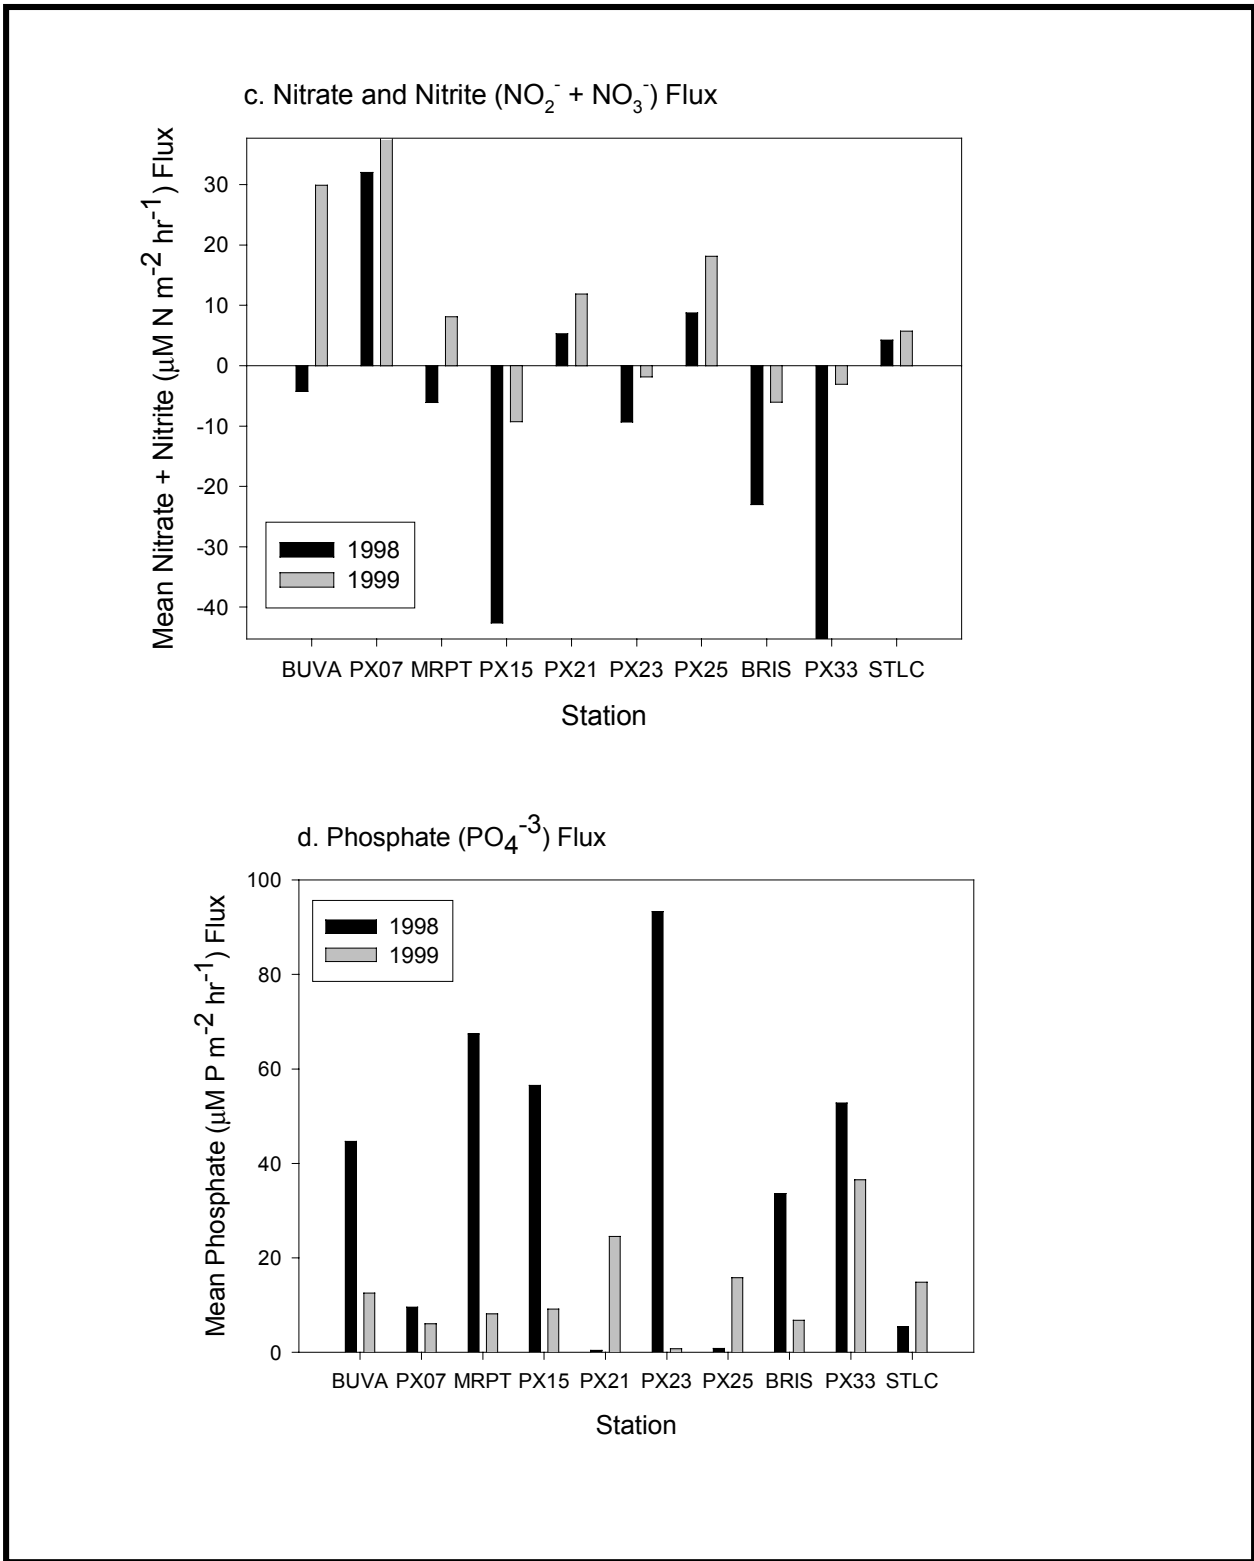 c. Nitrate and Nitrite (NO₂⁻ + NO₃⁻) Flux
Mean Nitrate + Nitrite (μM N m⁻² hr⁻¹) Flux
30
20
10
0
-10
-20
-30
-40
1998
1999
BUVA PX07 MRPT PX15 PX21 PX23 PX25 BRIS PX33 STLC
Station
d. Phosphate (PO₄⁻³) Flux
Mean Phosphate (μM P m⁻² hr⁻¹) Flux
100
80
60
40
20
0
1998
1999
BUVA PX07 MRPT PX15 PX21 PX23 PX25 BRIS PX33 STLC
Station